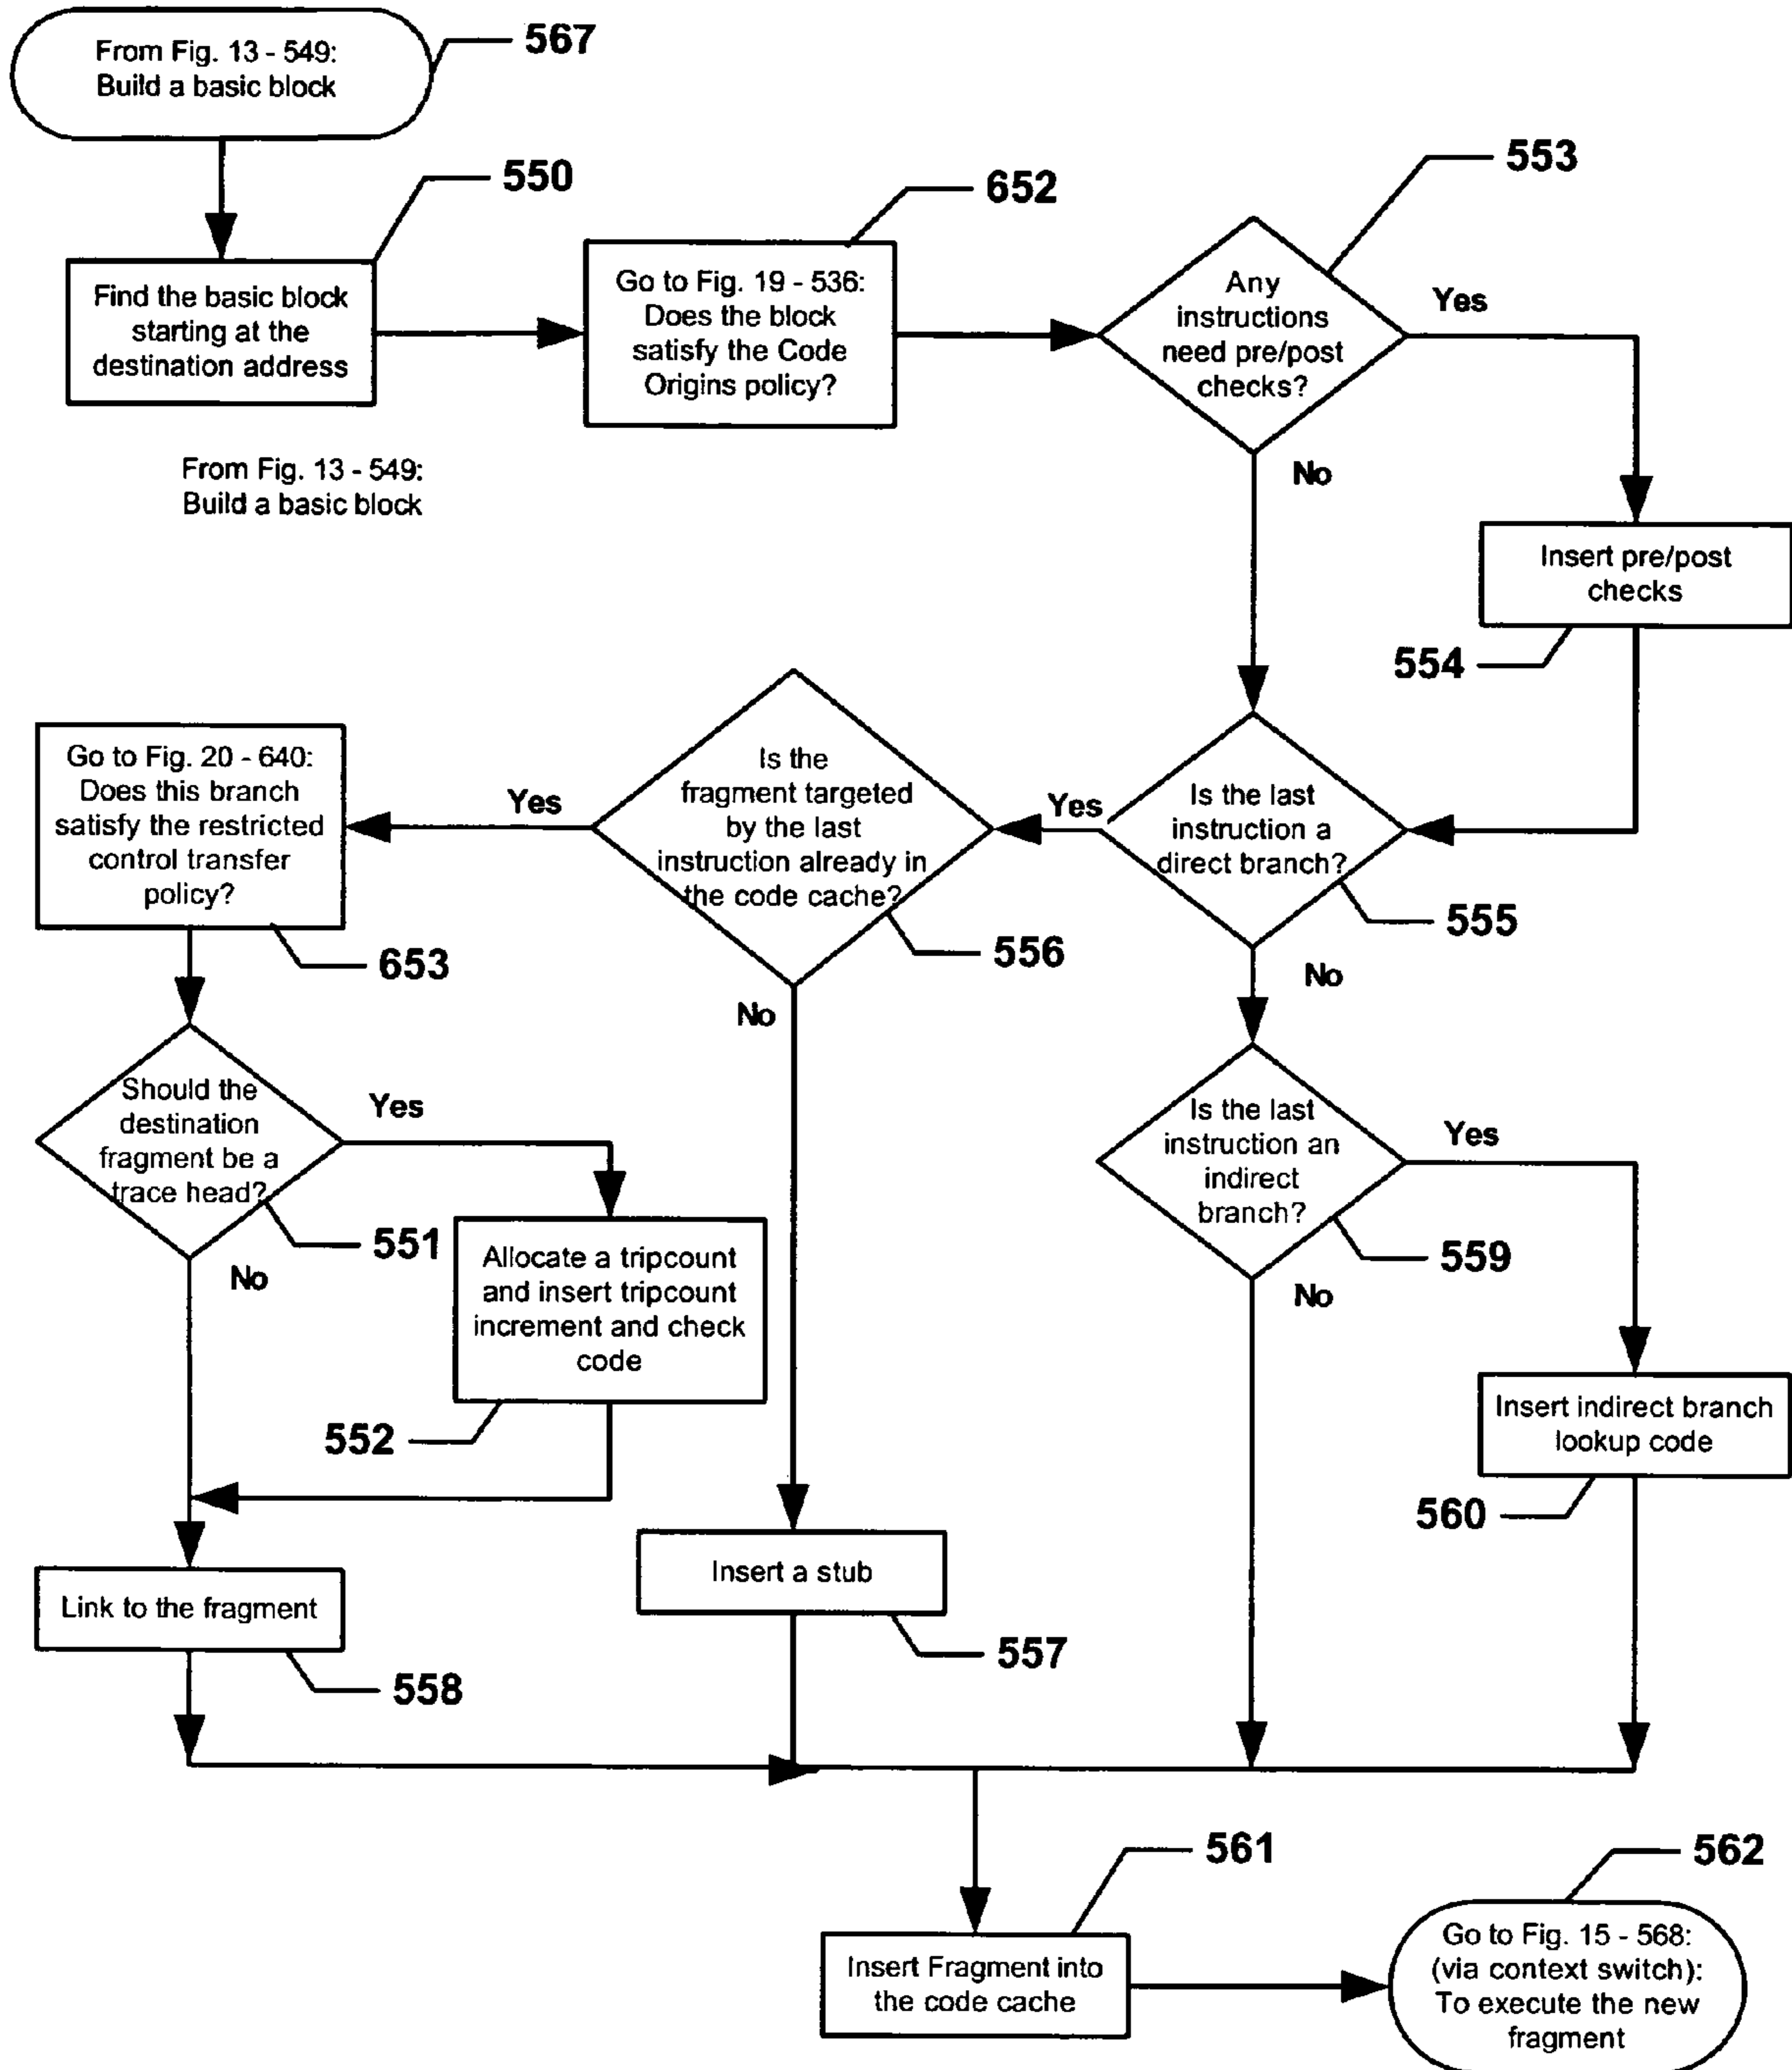 From Fig. 13 - 549:
Build a basic block
567
550
Find the basic block
starting at the
destination address
652
Go to Fig. 19 - 536:
Does the block
satisfy the Code
Origins policy?
553
Any
instructions
need pre/post
checks?
Yes
No
From Fig. 13 - 549:
Build a basic block
Insert pre/post
checks
554
Is the last
instruction a
direct branch?
555
Yes
No
Is the
fragment targeted
by the last
instruction already in
the code cache?
556
Yes
No
Go to Fig. 20 - 640:
Does this branch
satisfy the restricted
control transfer
policy?
653
Should the
destination
fragment be a
trace head?
551
Yes
No
Allocate a tripcount
and insert tripcount
increment and check
code
552
Is the last
instruction an
indirect
branch?
559
Yes
No
Insert indirect branch
lookup code
560
Link to the fragment
558
Insert a stub
557
561
Insert Fragment into
the code cache
562
Go to Fig. 15 - 568:
(via context switch):
To execute the new
fragment